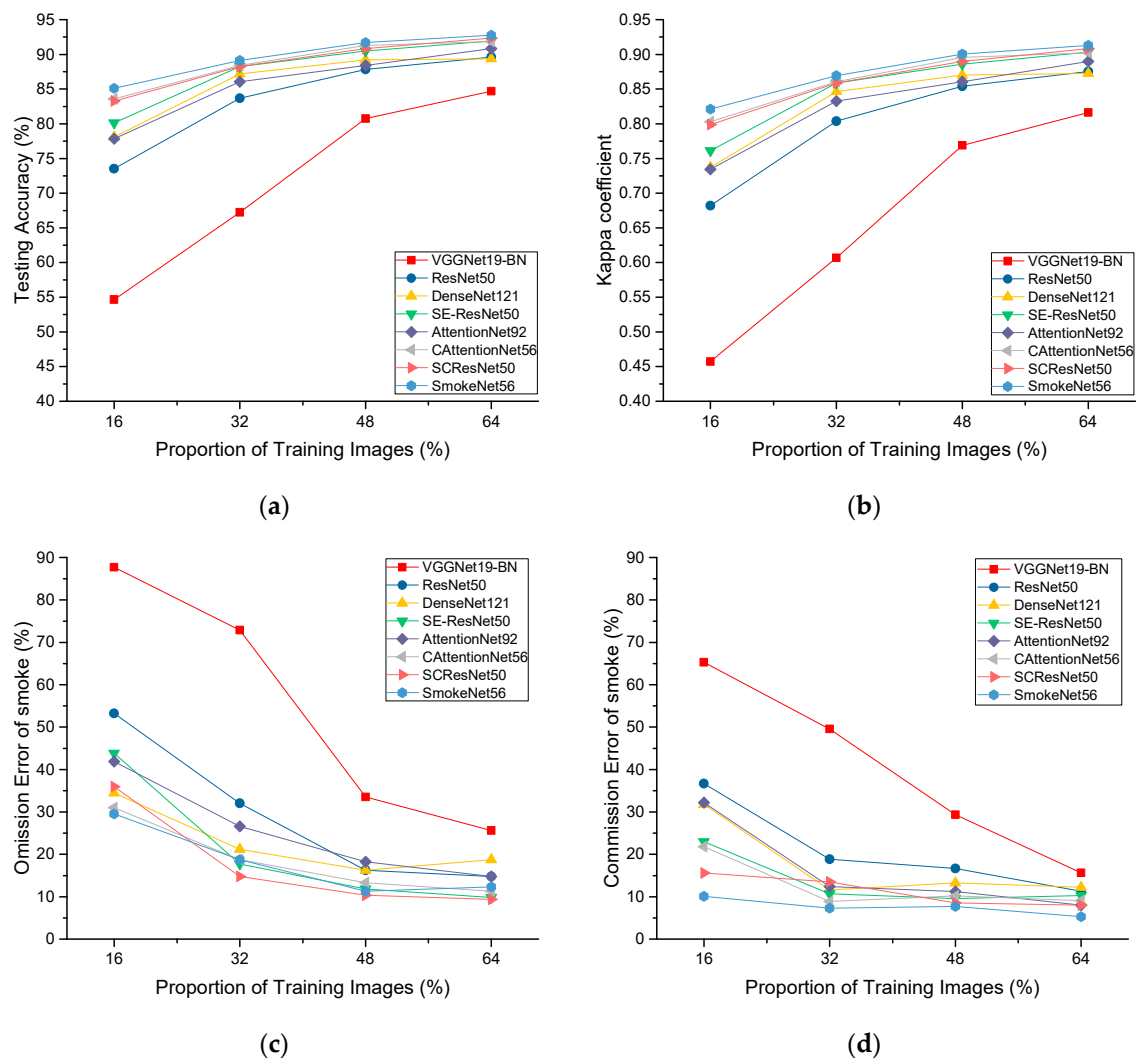 95
90
85
80
75
70
65
60
55
50
45
40
Testing Accuracy (%)
VGGNet19-BN
ResNet50
DenseNet121
SE-ResNet50
AttentionNet92
CAttentionNet56
SCResNet50
SmokeNet56
16 32 48 64
Proportion of Training Images (%)
(a)
0.95
0.90
0.85
0.80
0.75
0.70
0.65
0.60
0.55
0.50
0.45
0.40
Kappa coefficient
VGGNet19-BN
ResNet50
DenseNet121
SE-ResNet50
AttentionNet92
CAttentionNet56
SCResNet50
SmokeNet56
16 32 48 64
Proportion of Training Images (%)
(b)
90
80
70
60
50
40
30
20
10
0
Omission Error of smoke (%)
VGGNet19-BN
ResNet50
DenseNet121
SE-ResNet50
AttentionNet92
CAttentionNet56
SCResNet50
SmokeNet56
16 32 48 64
Proportion of Training Images (%)
(c)
90
80
70
60
50
40
30
20
10
0
Commission Error of smoke (%)
VGGNet19-BN
ResNet50
DenseNet121
SE-ResNet50
AttentionNet92
CAttentionNet56
SCResNet50
SmokeNet56
16 32 48 64
Proportion of Training Images (%)
(d)